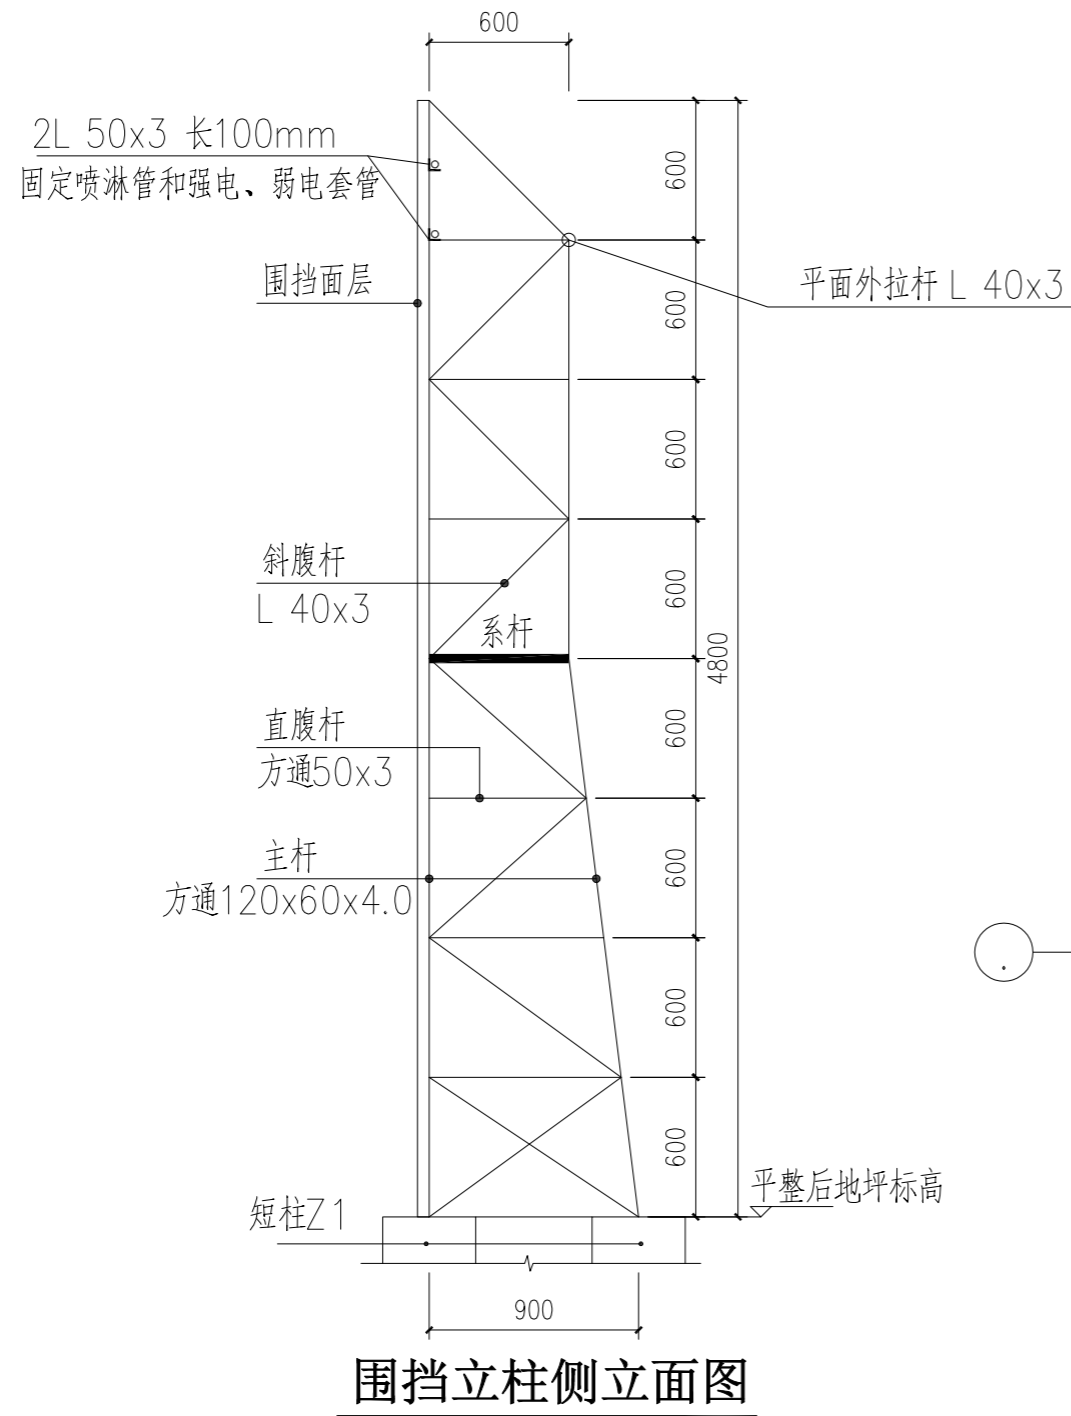 600
2L 50x3 长100mm
固定喷淋管和强电、弱电套管
600
围挡面层
平面外拉杆 L 40x3
600
600
斜腹杆
L 40x3
600
系杆
4800
直腹杆
方通50x3
600
主杆
方通120x60x4.0
600
600
600
平整后地坪标高
短柱Z1
900
围挡立柱侧立面图